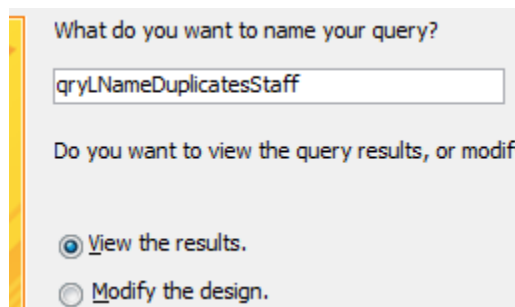 What do you want to name your query?
qryLNameDuplicatesStaff
Do you want to view the query results, or modif
View the results.
Modify the design.